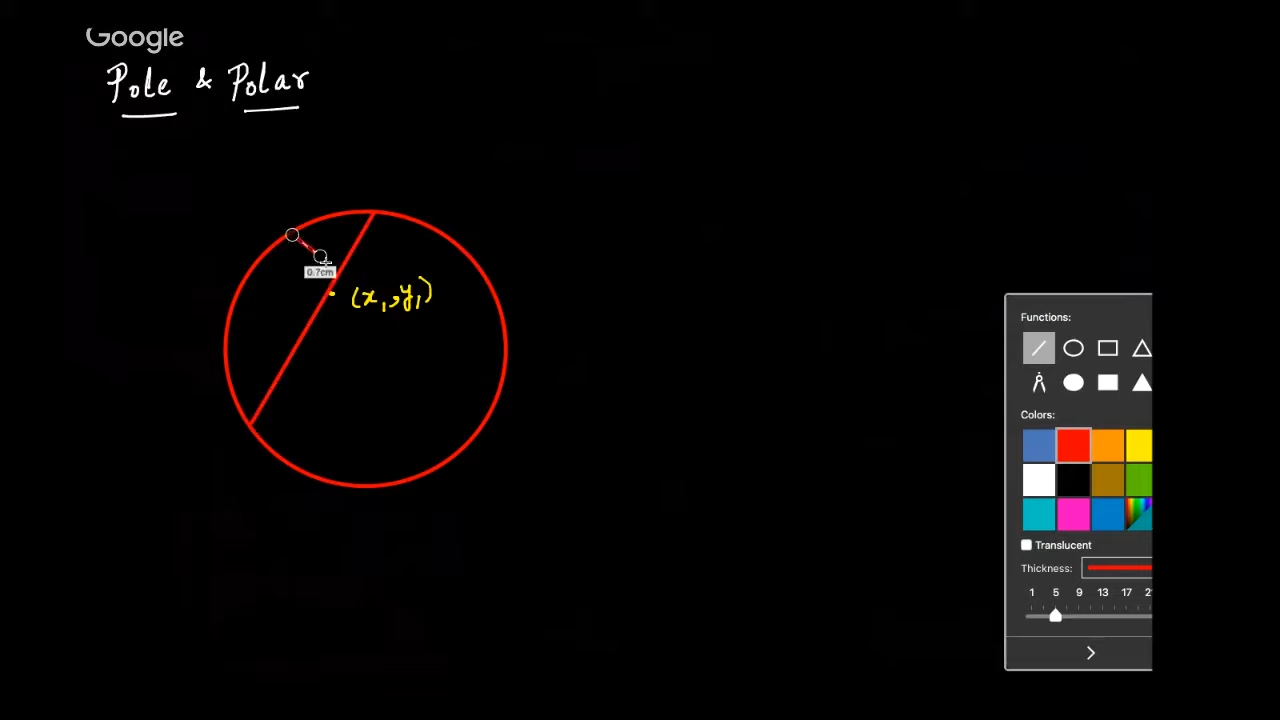 Google
Pole & Polar
0.7cm
(x₁,y₁)
Functions:
Colors:
Translucent
Thickness:
1 5 9 13 17